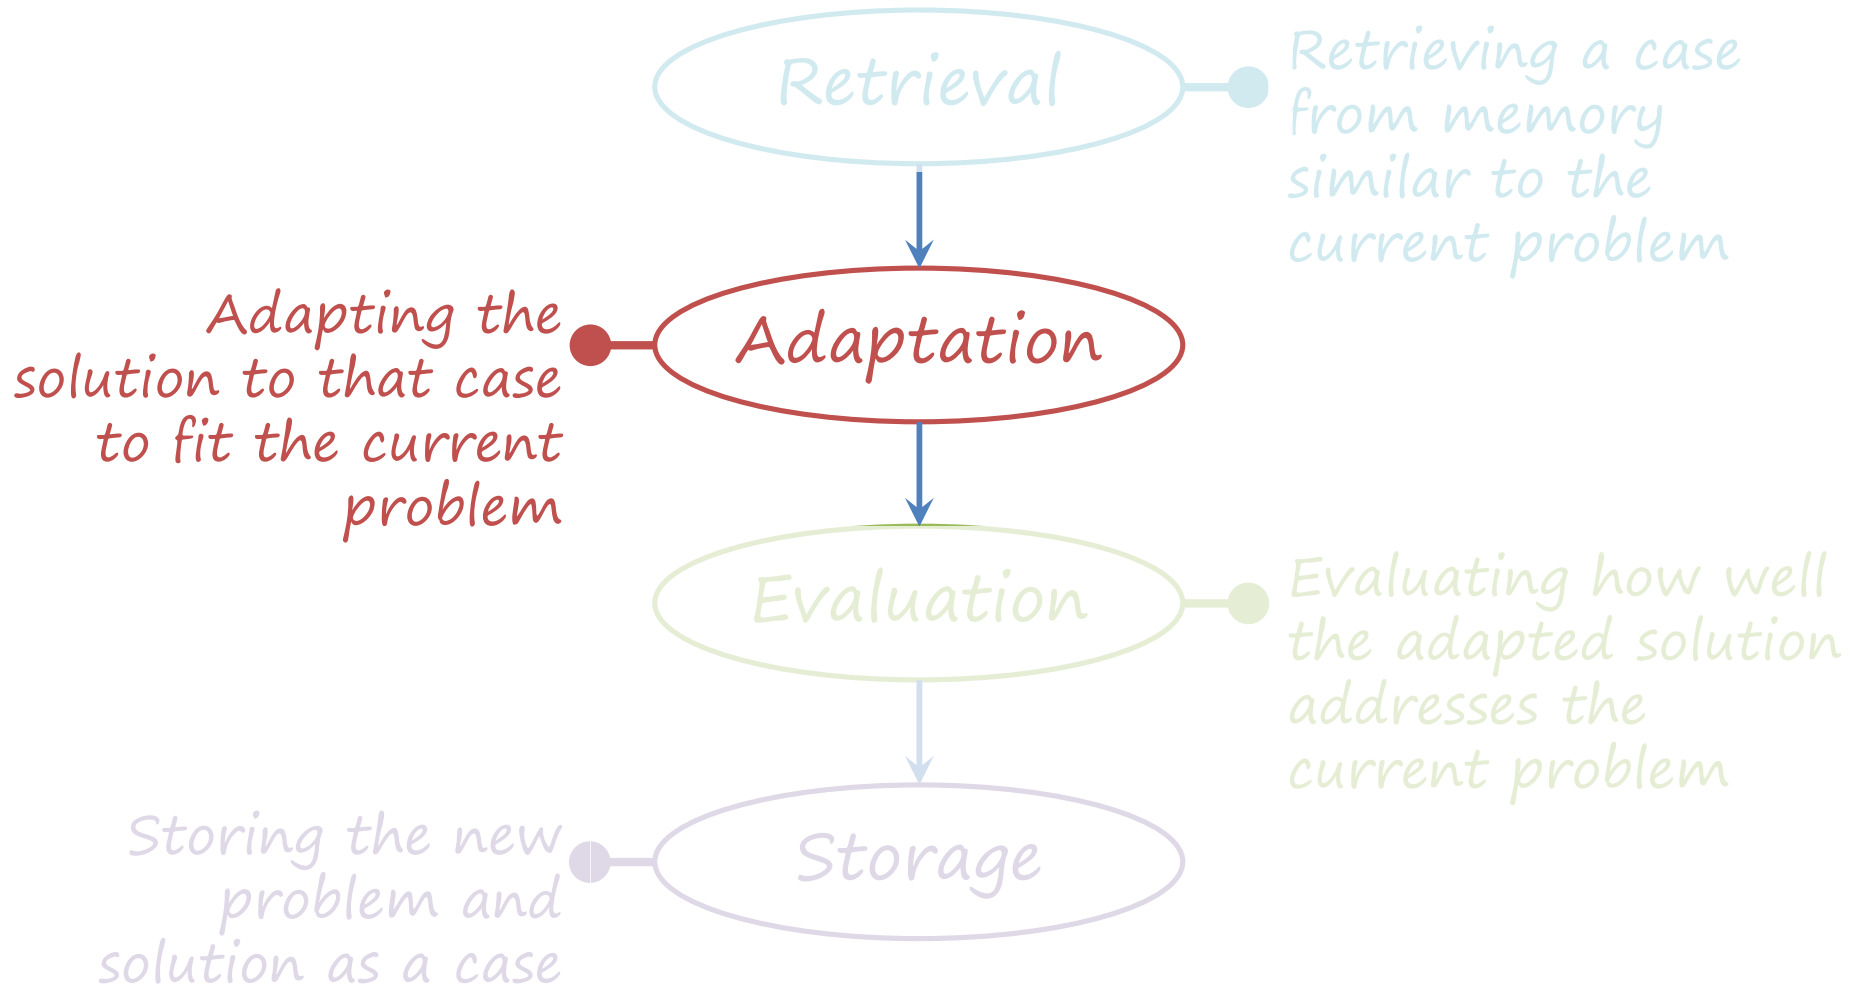 Retrieval
Retrieving a case
from memory
similar to the
current problem
Adapting the
solution to that case
to fit the current
problem
Adaptation
Evaluation
Evaluating how well
the adapted solution
addresses the
current problem
Storing the new
problem and
solution as a case
Storage